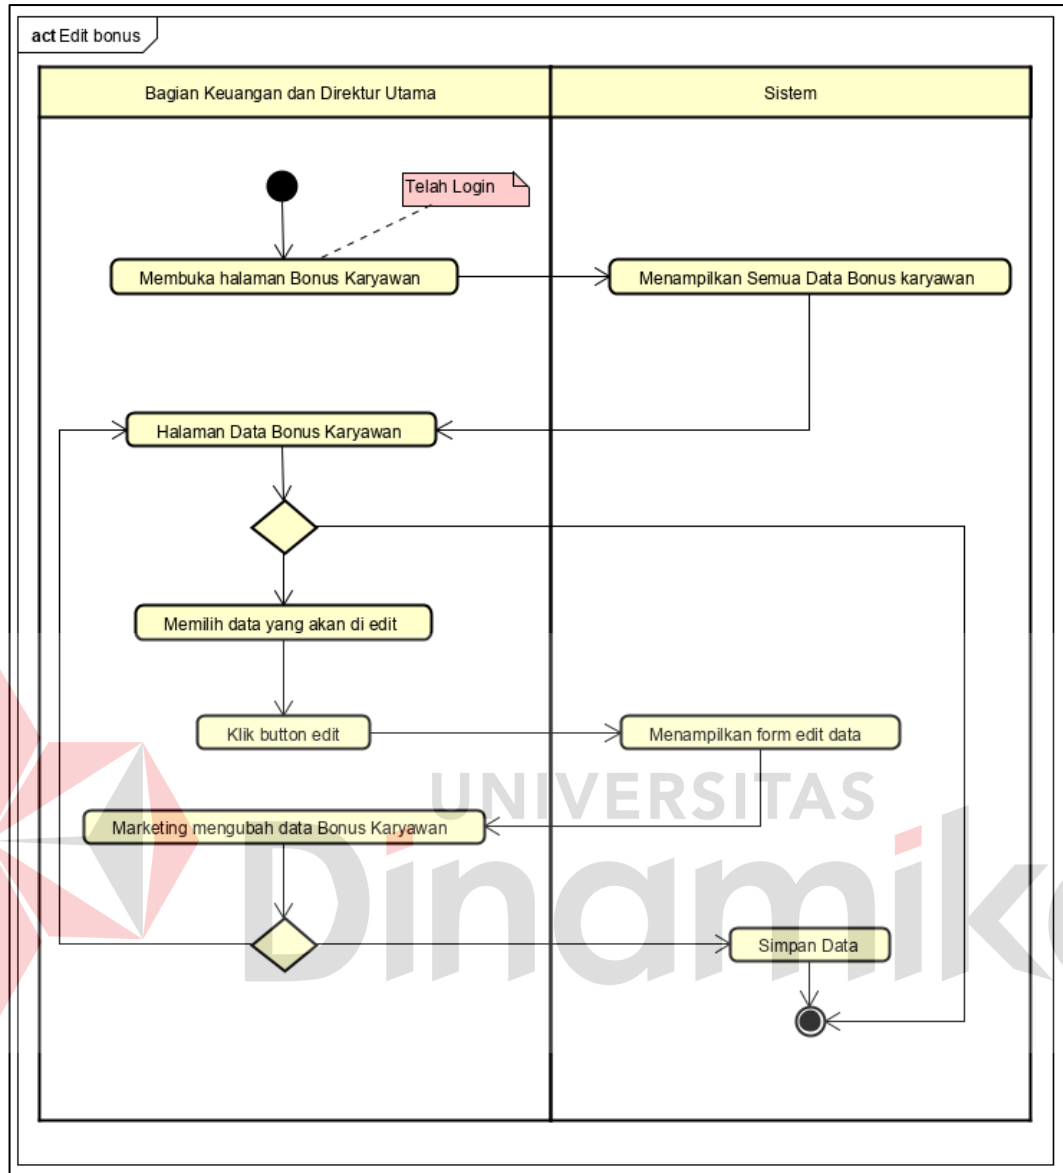 act Edit bonus
Bagian Keuangan dan Direktur Utama
Sistem
Telah Login
Membuka halaman Bonus Karyawan
Menampilkan Semua Data Bonus karyawan
Halaman Data Bonus Karyawan
Memilih data yang akan di edit
Klik button edit
Menampilkan form edit data
UNIVERSITAS
Marketing mengubah data Bonus Karyawan
Dinamika
Simpan Data